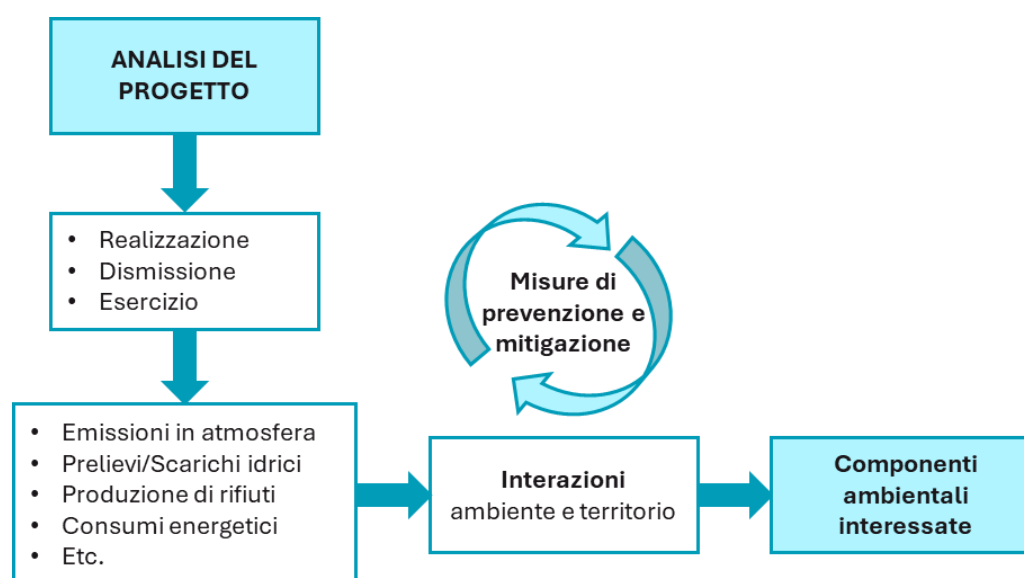 ANALISI DEL
PROGETTO
• Realizzazione
• Dismissione
• Esercizio
Misure di
prevenzione e
mitigazione
• Emissioni in atmosfera
• Prelievi/Scarichi idrici
• Produzione di rifiuti
• Consumi energetici
• Etc.
Interazioni
ambiente e territorio
Componenti
ambientali
interessate